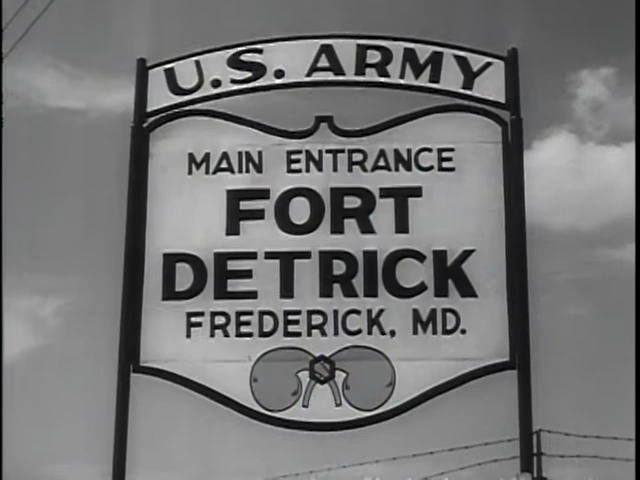 U.S. ARMY
MAIN ENTRANCE
FORT
DETRICK
FREDERICK, MD.